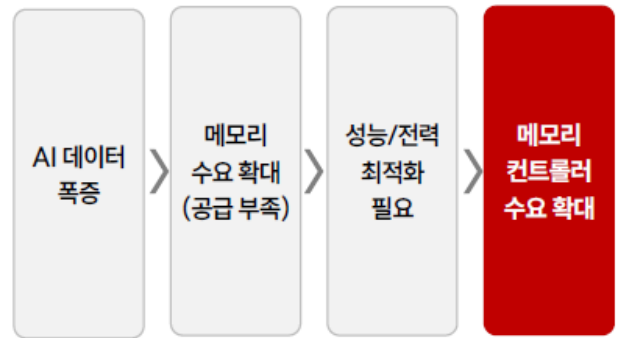 AI 데이터
폭증
메모리
수요 확대
(공급 부족)
성능/전력
최적화
필요
메모리
컨트롤러
수요 확대